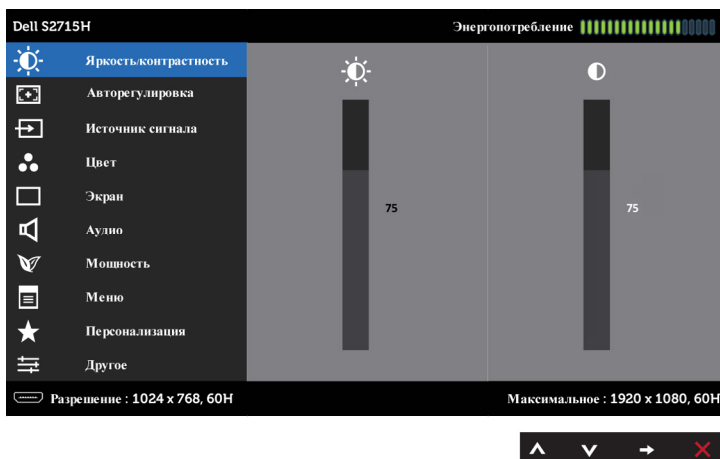 Dell S2715H
Энергопотребление
Яркость/контрастность
Авторегулировка
Источник сигнала
Цвет
Экран
Аудио
Мощность
Меню
Персонализация
Другое
75
75
Разрешение : 1024 x 768, 60H
Максимальное : 1920 x 1080, 60H